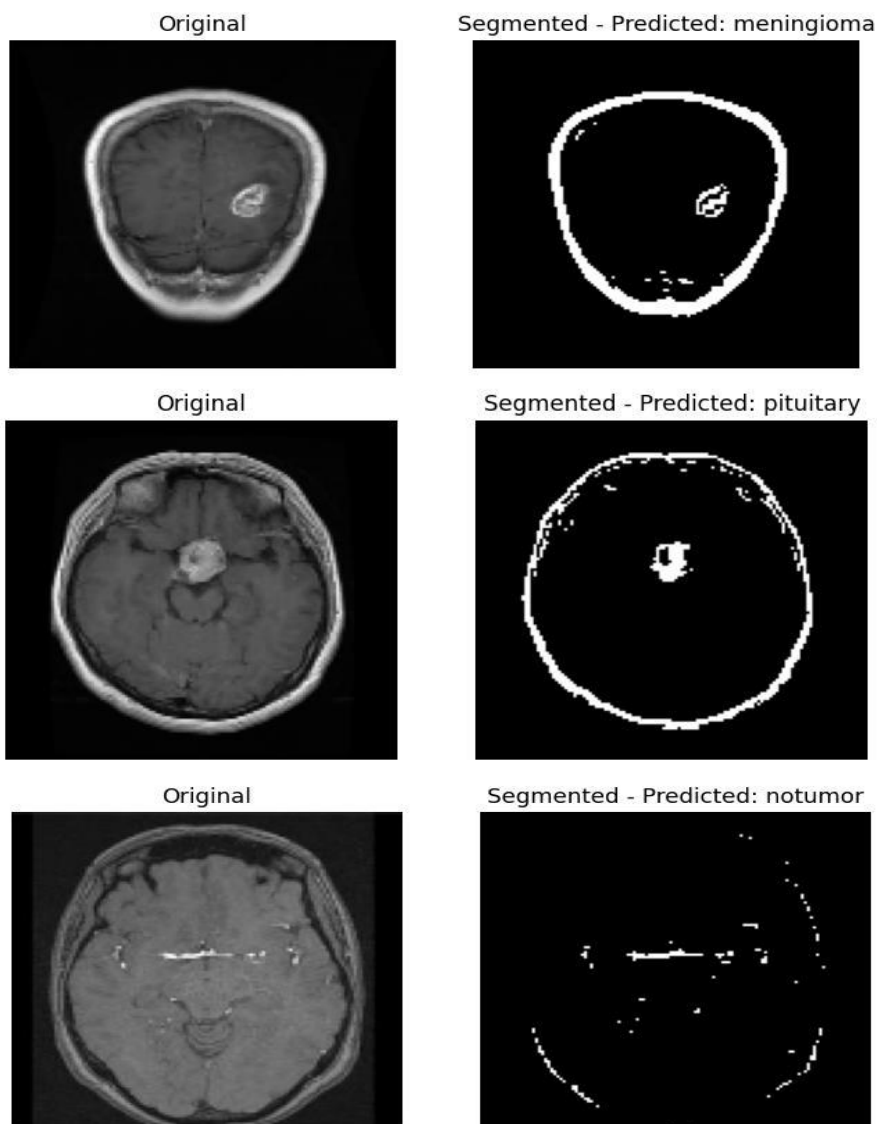 Original
Segmented - Predicted: meningioma
Original
Segmented - Predicted: pituitary
Original
Segmented - Predicted: notumor